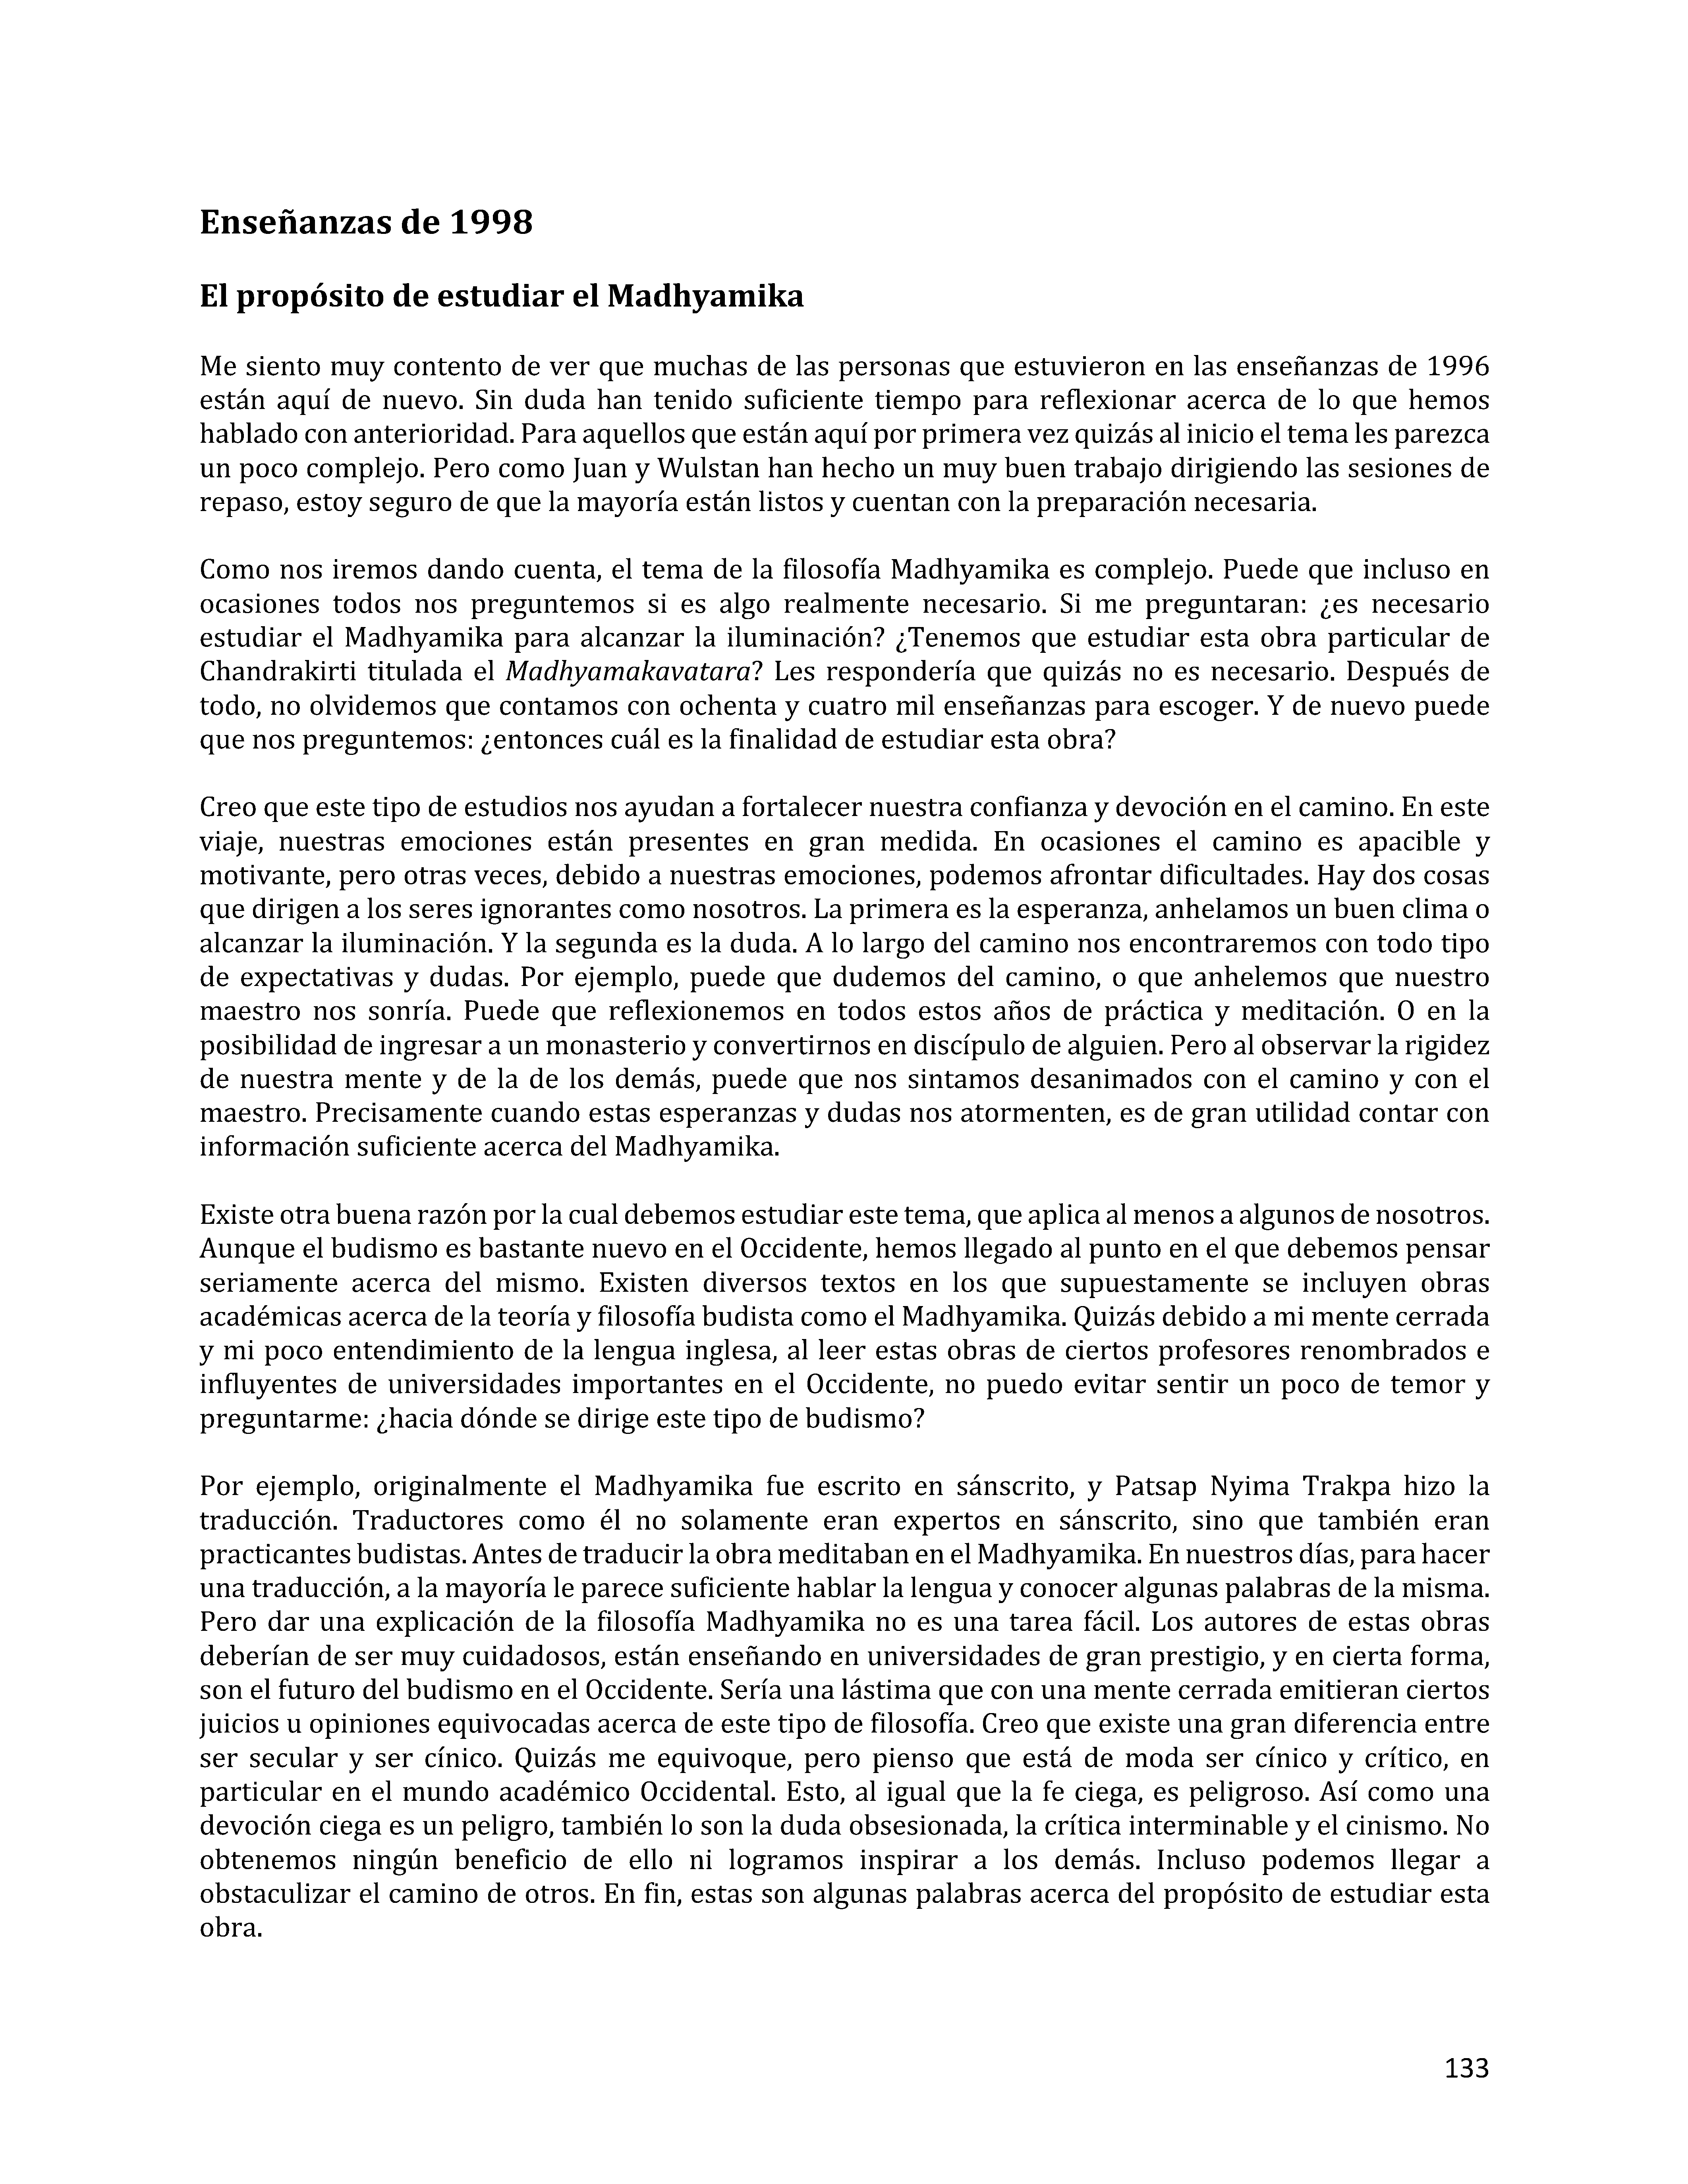 Enseñanzas de 1998
El propósito de estudiar el Madhyamika
Me siento muy contento de ver que muchas de las personas que estuvieron en las enseñanzas de 1996
están aquí de nuevo. Sin duda han tenido suficiente tiempo para reflexionar acerca de lo que hemos
hablado con anterioridad. Para aquellos que están aquí por primera vez quizás al inicio el tema les parezca
un poco complejo. Pero como Juan y Wulstan han hecho un muy buen trabajo dirigiendo las sesiones de
repaso, estoy seguro de que la mayoría están listos y cuentan con la preparación necesaria.
Como nos iremos dando cuenta, el tema de la filosofía Madhyamika es complejo. Puede que incluso en
ocasiones todos nos preguntemos si es algo realmente necesario. Si me preguntaran: ¿es necesario
estudiar el Madhyamika para alcanzar la iluminación? ¿Tenemos que estudiar esta obra particular de
Chandrakirti titulada el Madhyamakavatara? Les respondería que quizás no es necesario. Después de
todo, no olvidemos que contamos con ochenta y cuatro mil enseñanzas para escoger. Y de nuevo puede
que nos preguntemos: ¿entonces cuál es la finalidad de estudiar esta obra?
Creo que este tipo de estudios nos ayudan a fortalecer nuestra confianza y devoción en el camino. En este
viaje, nuestras emociones están presentes en gran medida. En ocasiones el camino es apacible y
motivante, pero otras veces, debido a nuestras emociones, podemos afrontar dificultades. Hay dos cosas
que dirigen a los seres ignorantes como nosotros. La primera es la esperanza, anhelamos un buen clima o
alcanzar la iluminación. Y la segunda es la duda. A lo largo del camino nos encontraremos con todo tipo
de expectativas y dudas. Por ejemplo, puede que dudemos del camino, o que anhelemos que nuestro
maestro nos sonría. Puede que reflexionemos en todos estos años de práctica y meditación. O en la
posibilidad de ingresar a un monasterio y convertirnos en discípulo de alguien. Pero al observar la rigidez
de nuestra mente y de la de los demás, puede que nos sintamos desanimados con el camino y con el
maestro. Precisamente cuando estas esperanzas y dudas nos atormenten, es de gran utilidad contar con
información suficiente acerca del Madhyamika.
Existe otra buena razón por la cual debemos estudiar este tema, que aplica al menos a algunos de nosotros.
Aunque el budismo es bastante nuevo en el Occidente, hemos llegado al punto en el que debemos pensar
seriamente acerca del mismo. Existen diversos textos en los que supuestamente se incluyen obras
académicas acerca de la teoría y filosofía budista como el Madhyamika. Quizás debido a mi mente cerrada
y mi poco entendimiento de la lengua inglesa, al leer estas obras de ciertos profesores renombrados e
influyentes de universidades importantes en el Occidente, no puedo evitar sentir un poco de temor y
preguntarme: ¿hacia dónde se dirige este tipo de budismo?
Por ejemplo, originalmente el Madhyamika fue escrito en sánscrito, y Patsap Nyima Trakpa hizo la
traducción. Traductores como él no solamente eran expertos en sánscrito, sino que también eran
practicantes budistas. Antes de traducir la obra meditaban en el Madhyamika. En nuestros días, para hacer
una traducción, a la mayoría le parece suficiente hablar la lengua y conocer algunas palabras de la misma.
Pero dar una explicación de la filosofía Madhyamika no es una tarea fácil. Los autores de estas obras
deberían de ser muy cuidadosos, están enseñando en universidades de gran prestigio, y en cierta forma,
son el futuro del budismo en el Occidente. Sería una lástima que con una mente cerrada emitieran ciertos
juicios u opiniones equivocadas acerca de este tipo de filosofía. Creo que existe una gran diferencia entre
ser secular y ser cínico. Quizás me equivoque, pero pienso que está de moda ser cínico y crítico, en
particular en el mundo académico Occidental. Esto, al igual que la fe ciega, es peligroso. Así como una
devoción ciega es un peligro, también lo son la duda obsesionada, la crítica interminable y el cinismo. No
obtenemos ningún beneficio de ello ni logramos inspirar a los demás. Incluso podemos llegar a
obstaculizar el camino de otros. En fin, estas son algunas palabras acerca del propósito de estudiar esta
obra.
133